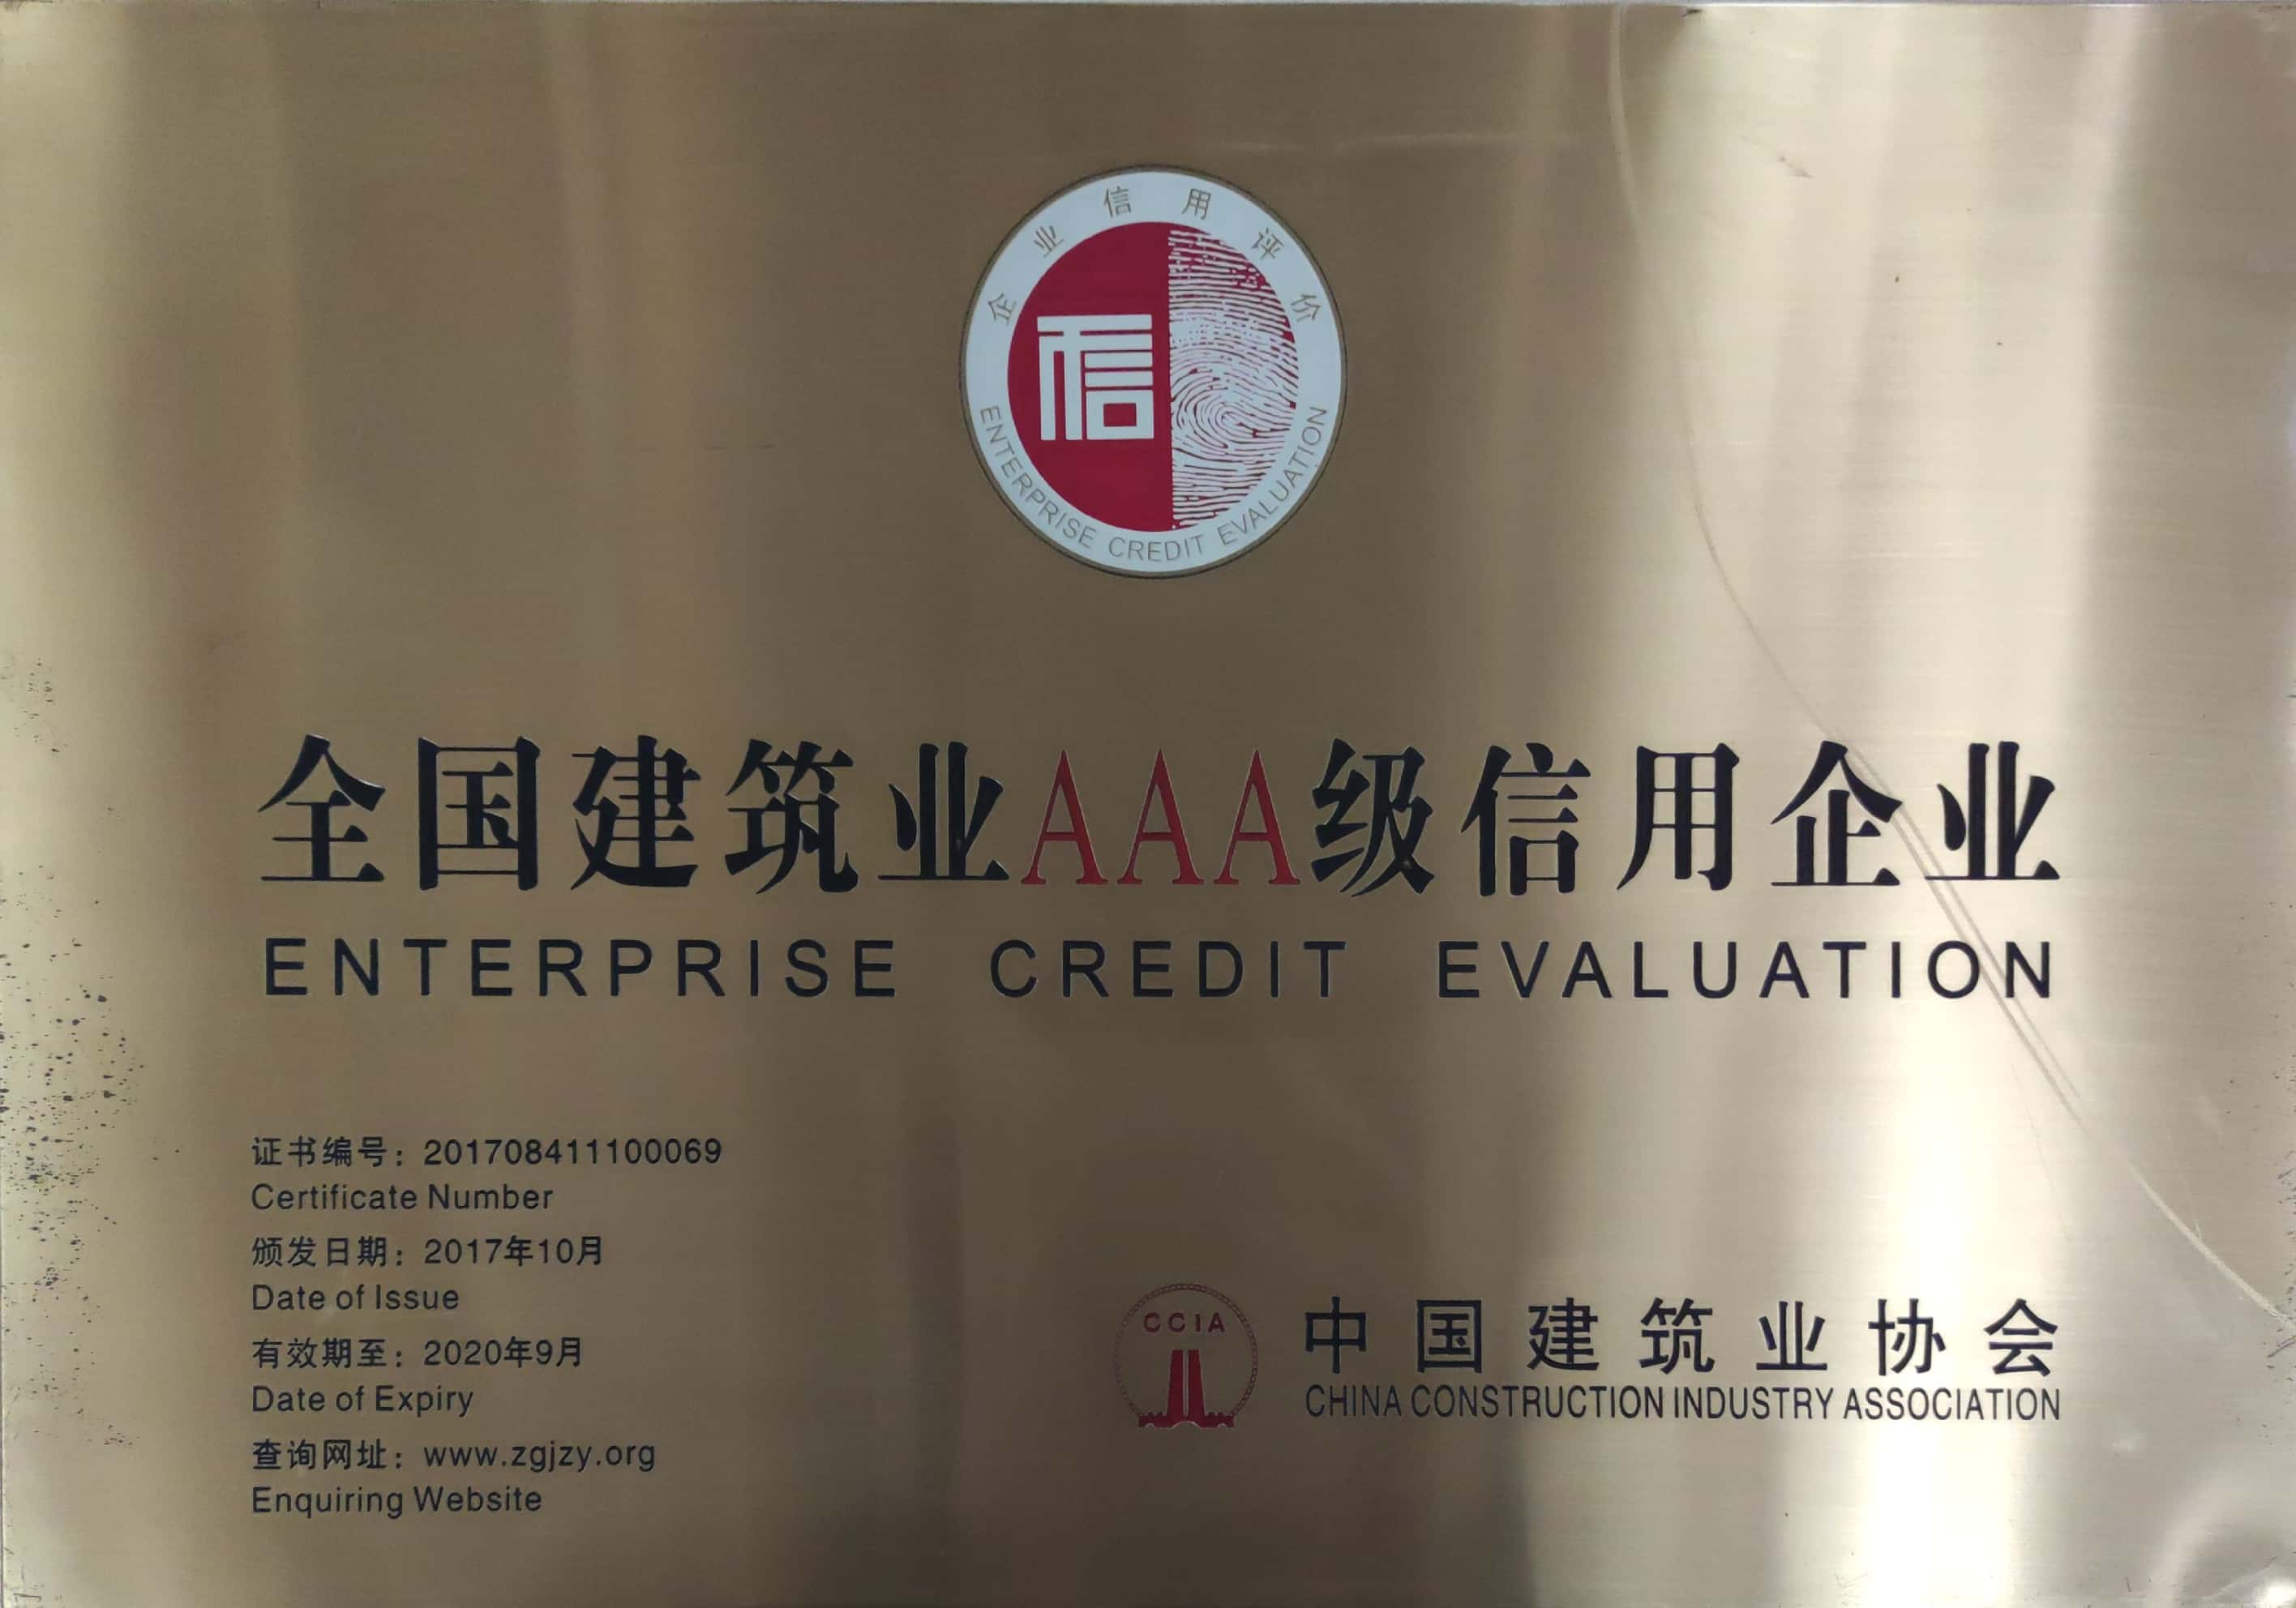 企业信用评价
信
ENTERPRISE CREDIT EVALUATION
全国建筑业AAA级信用企业
ENTERPRISE CREDIT EVALUATION
证书编号：201708411100069
Certificate Number
颁发日期：2017年10月
Date of Issue
有效期至：2020年9月
Date of Expiry
查询网址：www.zgjzy.org
Enquiring Website
CCIA
中国建筑业协会
CHINA CONSTRUCTION INDUSTRY ASSOCIATION